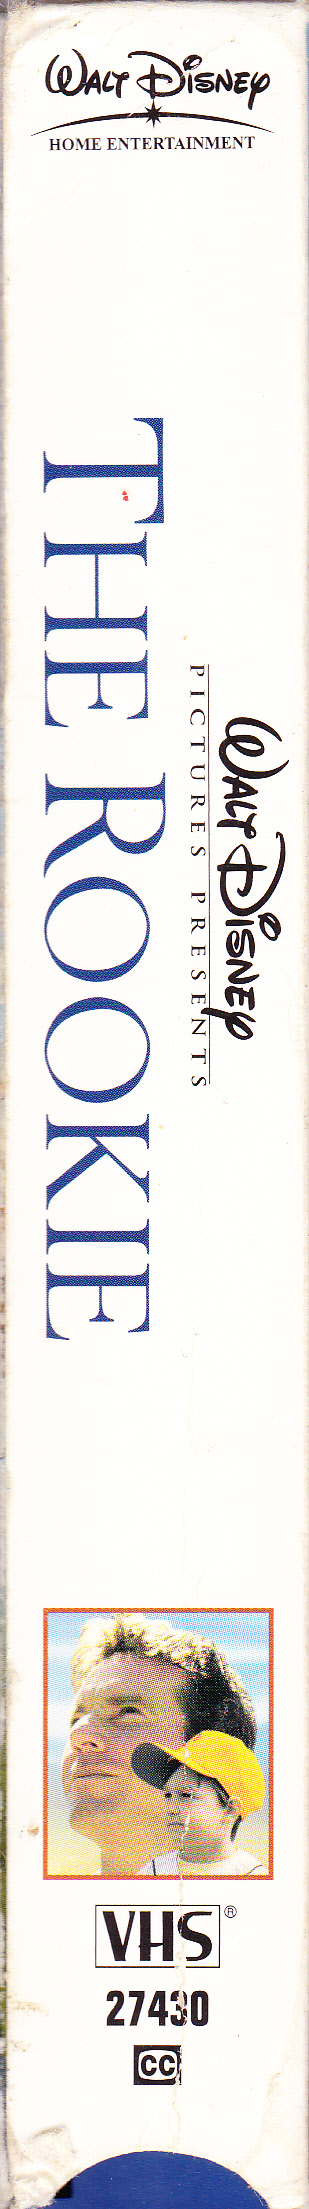 WALT DISNEY
HOME ENTERTAINMENT
WALT DISNEY
PICTURES PRESENTS
THE ROOKIE
VHS®
27430
CC